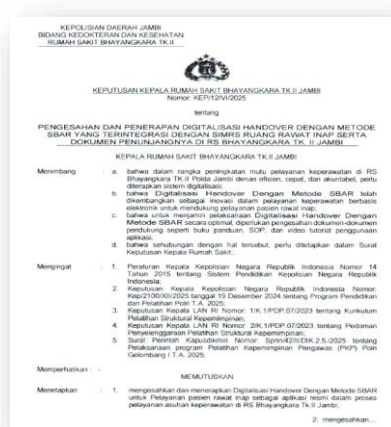 KEPOLISIAN DAERAH JAMBI
BIDANG KEDOKTERAN DAN KESEHATAN
RUMAH SAKIT BHAYANGKARA TK.II
KEPUTUSAN KEPALA RUMAH SAKIT BHAYANGKARA TK.II JAMBI
Nomor: KEP/12/VI/2025
tentang
PENGESAHAN DAN PENERAPAN DIGITALISASI HANDOVER DENGAN METODE
SBAR YANG TERINTEGRASI DENGAN SIMRS RUANG RAWAT INAP SERTA
DOKUMEN PENUNJANGNYA DI RS BHAYANGKARA TK. II JAMBI
KEPALA RUMAH SAKIT BHAYANGKARA TK.II JAMBI
Menimbang : a. bahwa dalam rangka peningkatan mutu pelayanan keperawatan di RS
Bhayangkara TK.II Polda Jambi denan efisien, cepat, dan akuntabel, perlu
diterapkan sistem digitalisasi;
b. bahwa Digitalisasi Handover Dengan Metode SBAR telah
dikembangkan sebagai inovasi dalam pelayanan keperawatan berbasis
elektronik untuk mendukung pelayanan pasien rawat inap;
c. bahwa untuk menjamin pelaksanaan Digitalisasi Handover Dengan
Metode SBAR secara optimal, diperlukan pengesahan dokumen-dokumen
pendukung seperti buku panduan, SOP, dan video tutorial penggunaan
aplikasi;
d. bahwa sehubungan dengan hal tersebut, perlu ditetapkan dalam Surat
Keputusan Kepala Rumah Sakit;.
Mengingat : 1. Peraturan Kepala Kepolisian Negara Republik Indonesia Nomor 14
Tahun 2015 tentang Sistem Pendidikan Kepolisian Negara Republik
Indonesia;
2. Keputusan Kepala Kepolisian Negara Republik Indonesia Nomor:
Kep/2100/XII/2025 tanggal 19 Desember 2024 tentang Program Pendidikan
dan Pelatihan Polri T.A. 2025;
3. Keputusan Kepala LAN RI Nomor: 1/K.1/PDP.07/2023 tentang Kurikulum
Pelatihan Struktural Kepemimpinan;
4. Keputusan Kepala LAN RI Nomor: 2/K.1/PDP.07/2023 tentang Pedoman
Penyelenggaraan Pelatihan Struktural Kepemimpinan;
5. Surat Perintah Kapusdikmin Nomor: Sprin/42/II/DIK.2.5./2025 tentang
Pelaksanaan program Pelatihan Kepemimpinan Pengawas (PKP) Polri
Gelombang I T.A. 2025.
Memperhatikan : -
MEMUTUSKAN
Menetapkan : 1. mengesahkan dan menerapkan Digitalisasi Handover Dengan Metode SBAR
untuk Pelayanan pasien rawat inap sebagai aplikasi resmi dalam proses
pelayanan asuhan keperawatan di RS Bhayangkara TK.II Jambi;
2. mengesahkan....